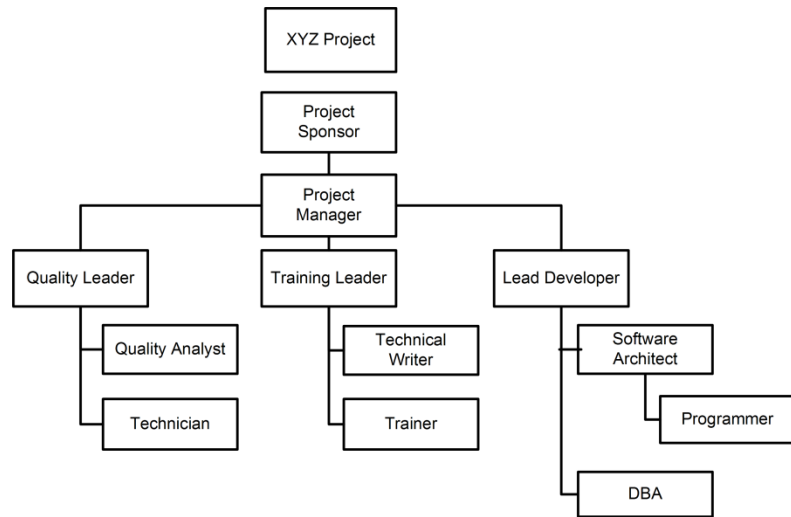 XYZ Project
Project
Sponsor
Project
Manager
Quality Leader
Training Leader
Lead Developer
Quality Analyst
Technical
Writer
Software
Architect
Technician
Trainer
Programmer
DBA